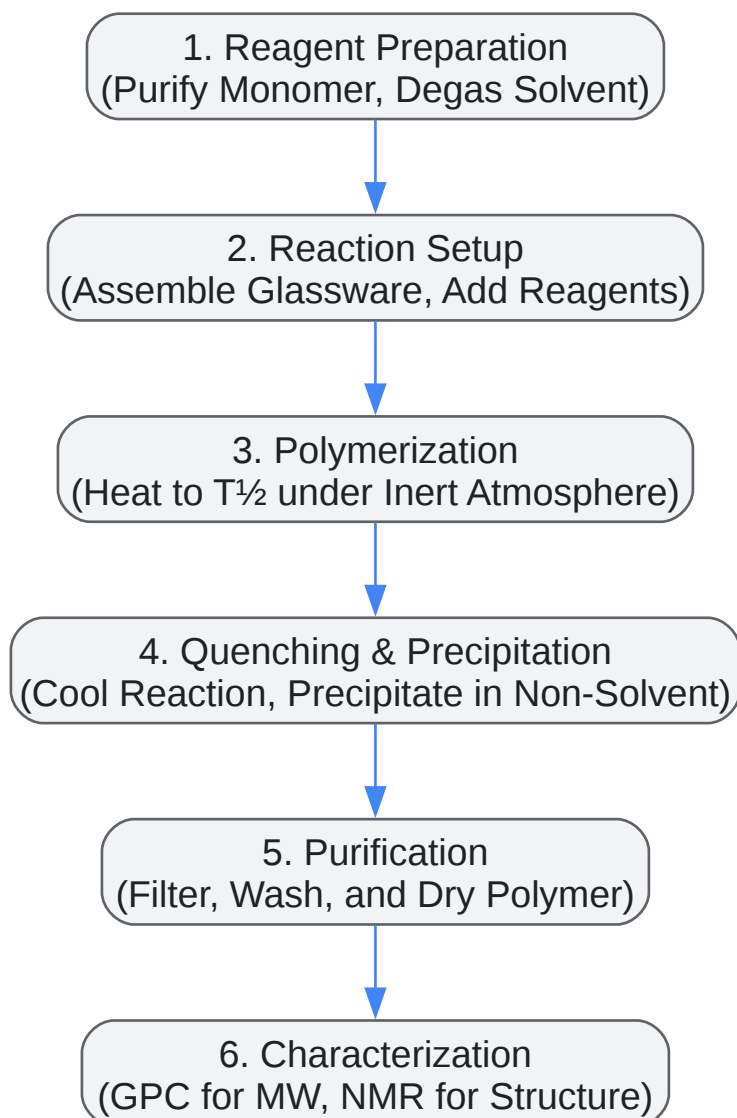 1. Reagent Preparation
(Purify Monomer, Degas Solvent)
2. Reaction Setup
(Assemble Glassware, Add Reagents)
3. Polymerization
(Heat to T½ under Inert Atmosphere)
4. Quenching & Precipitation
(Cool Reaction, Precipitate in Non-Solvent)
5. Purification
(Filter, Wash, and Dry Polymer)
6. Characterization
(GPC for MW, NMR for Structure)